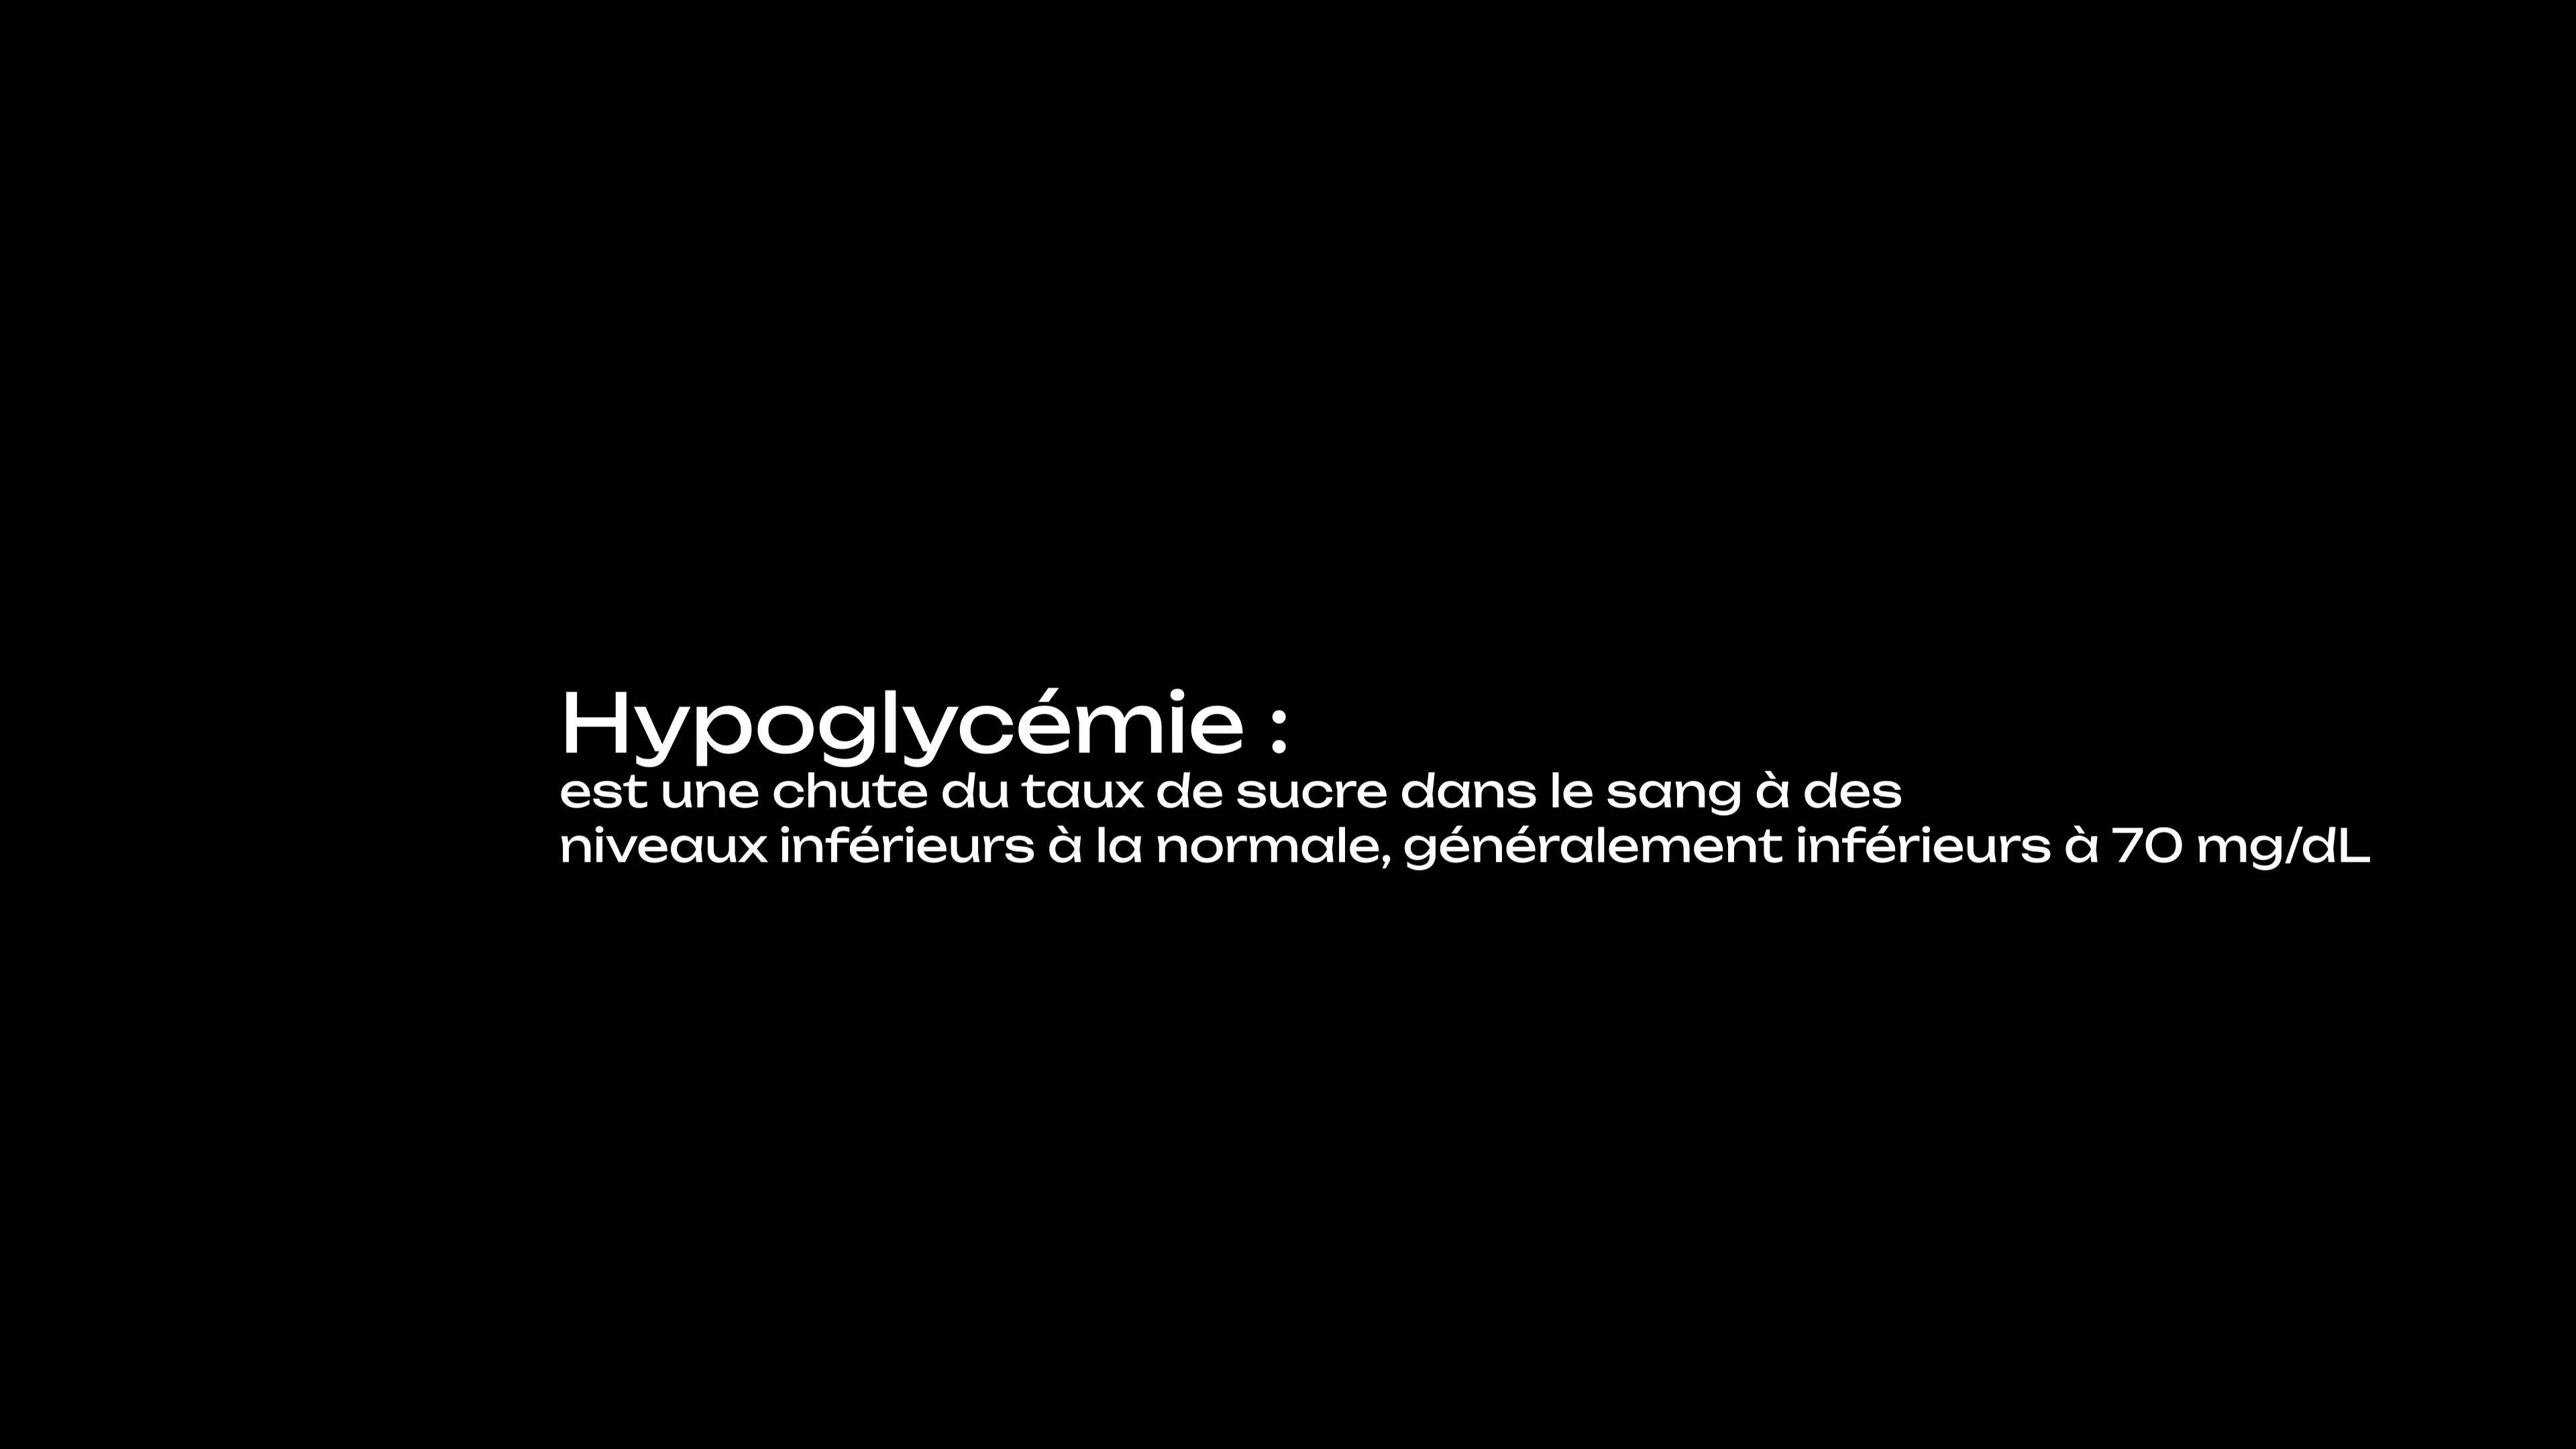 Hypoglycémie :
est une chute du taux de sucre dans le sang à des
niveaux inférieurs à la normale, généralement inférieurs à 70 mg/dL